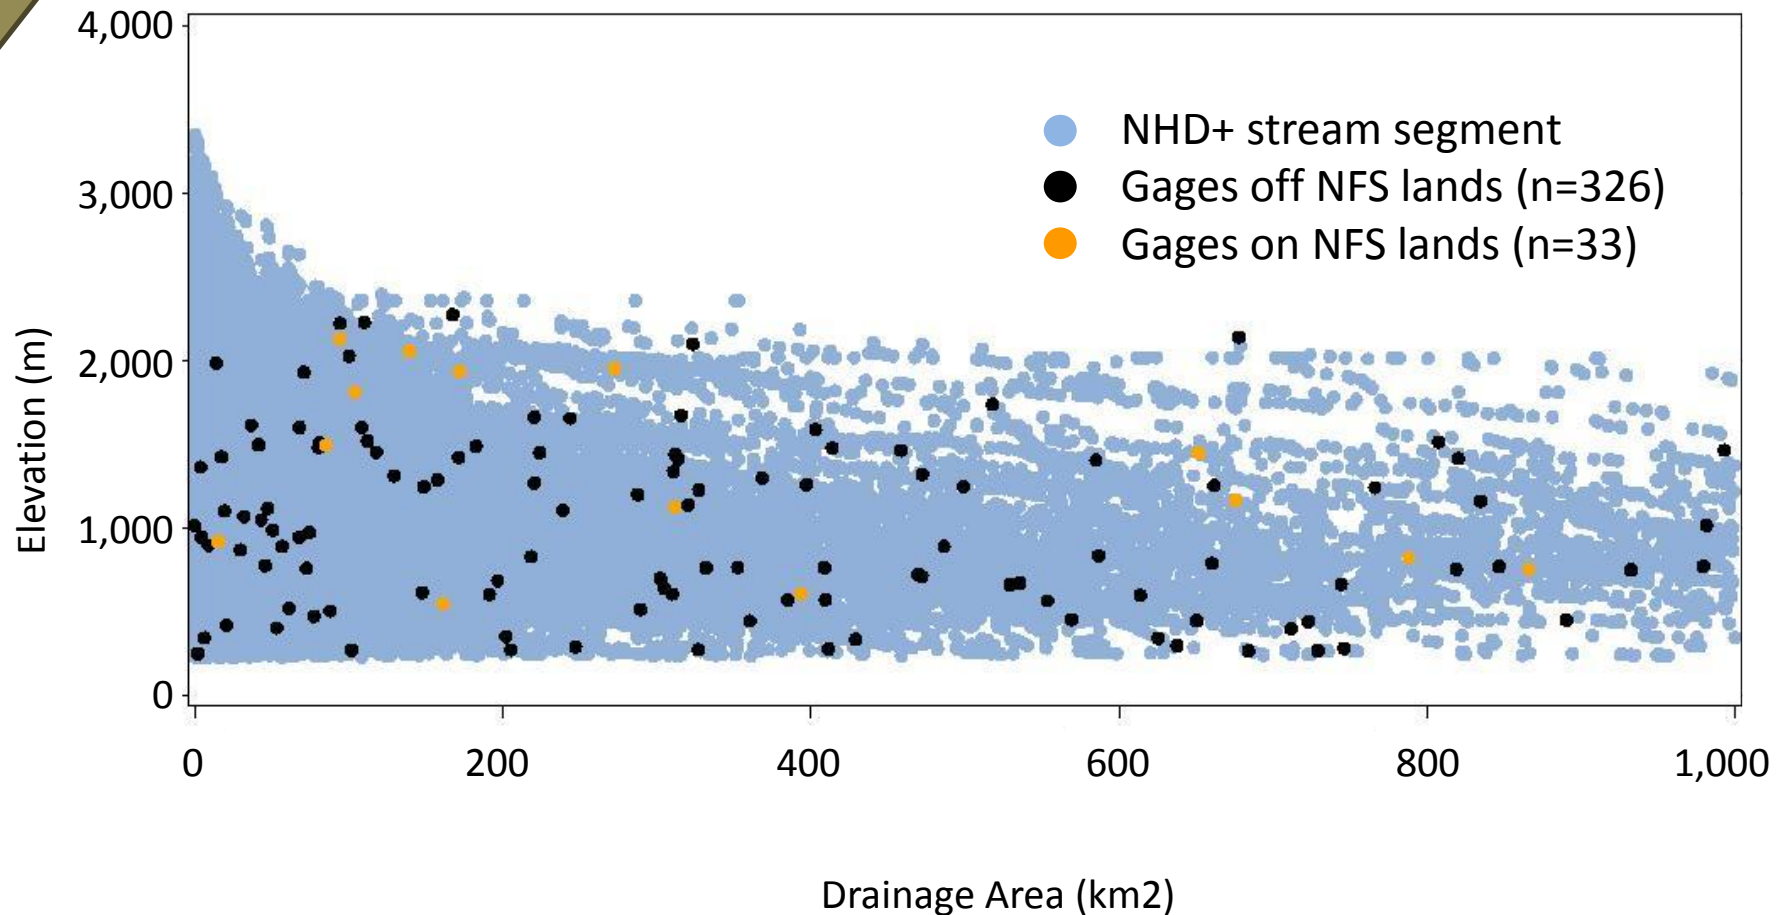 4,000
3,000
2,000
1,000
0
Elevation (m)
NHD+ stream segment
Gages off NFS lands (n=326)
Gages on NFS lands (n=33)
0 200 400 600 800 1,000
Drainage Area (km2)